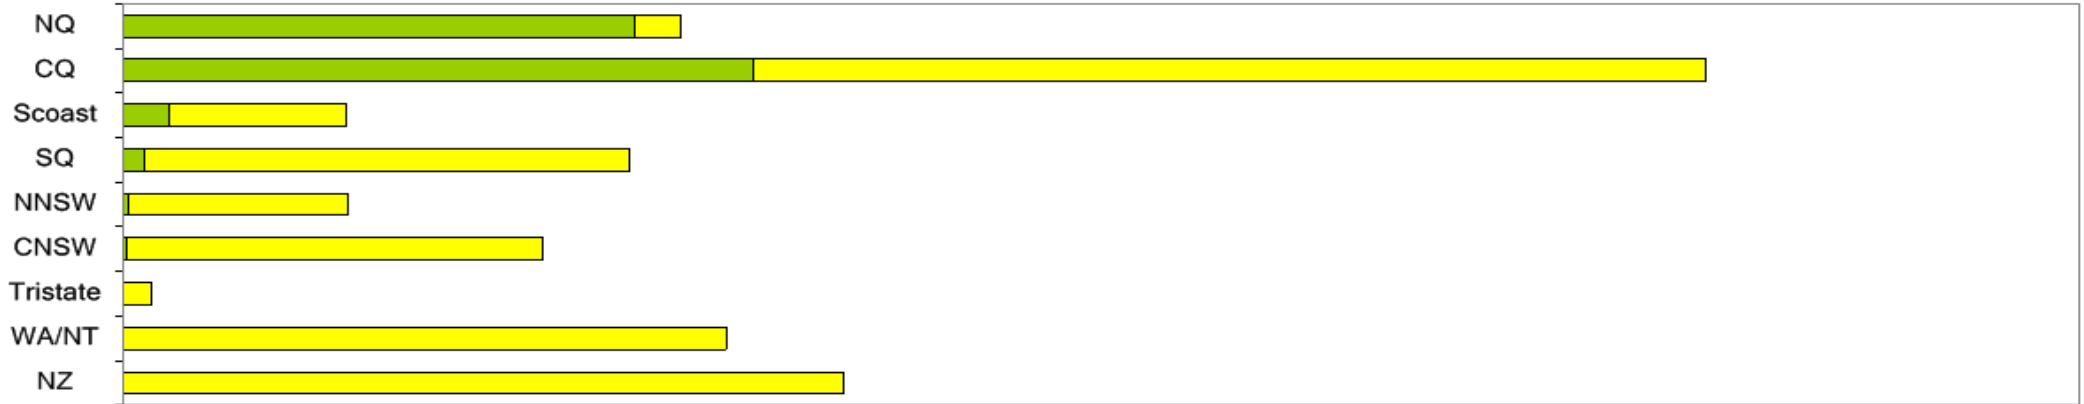 NQ
CQ
Scoast
SQ
NNSW
CNSW
Tristate
WA/NT
NZ